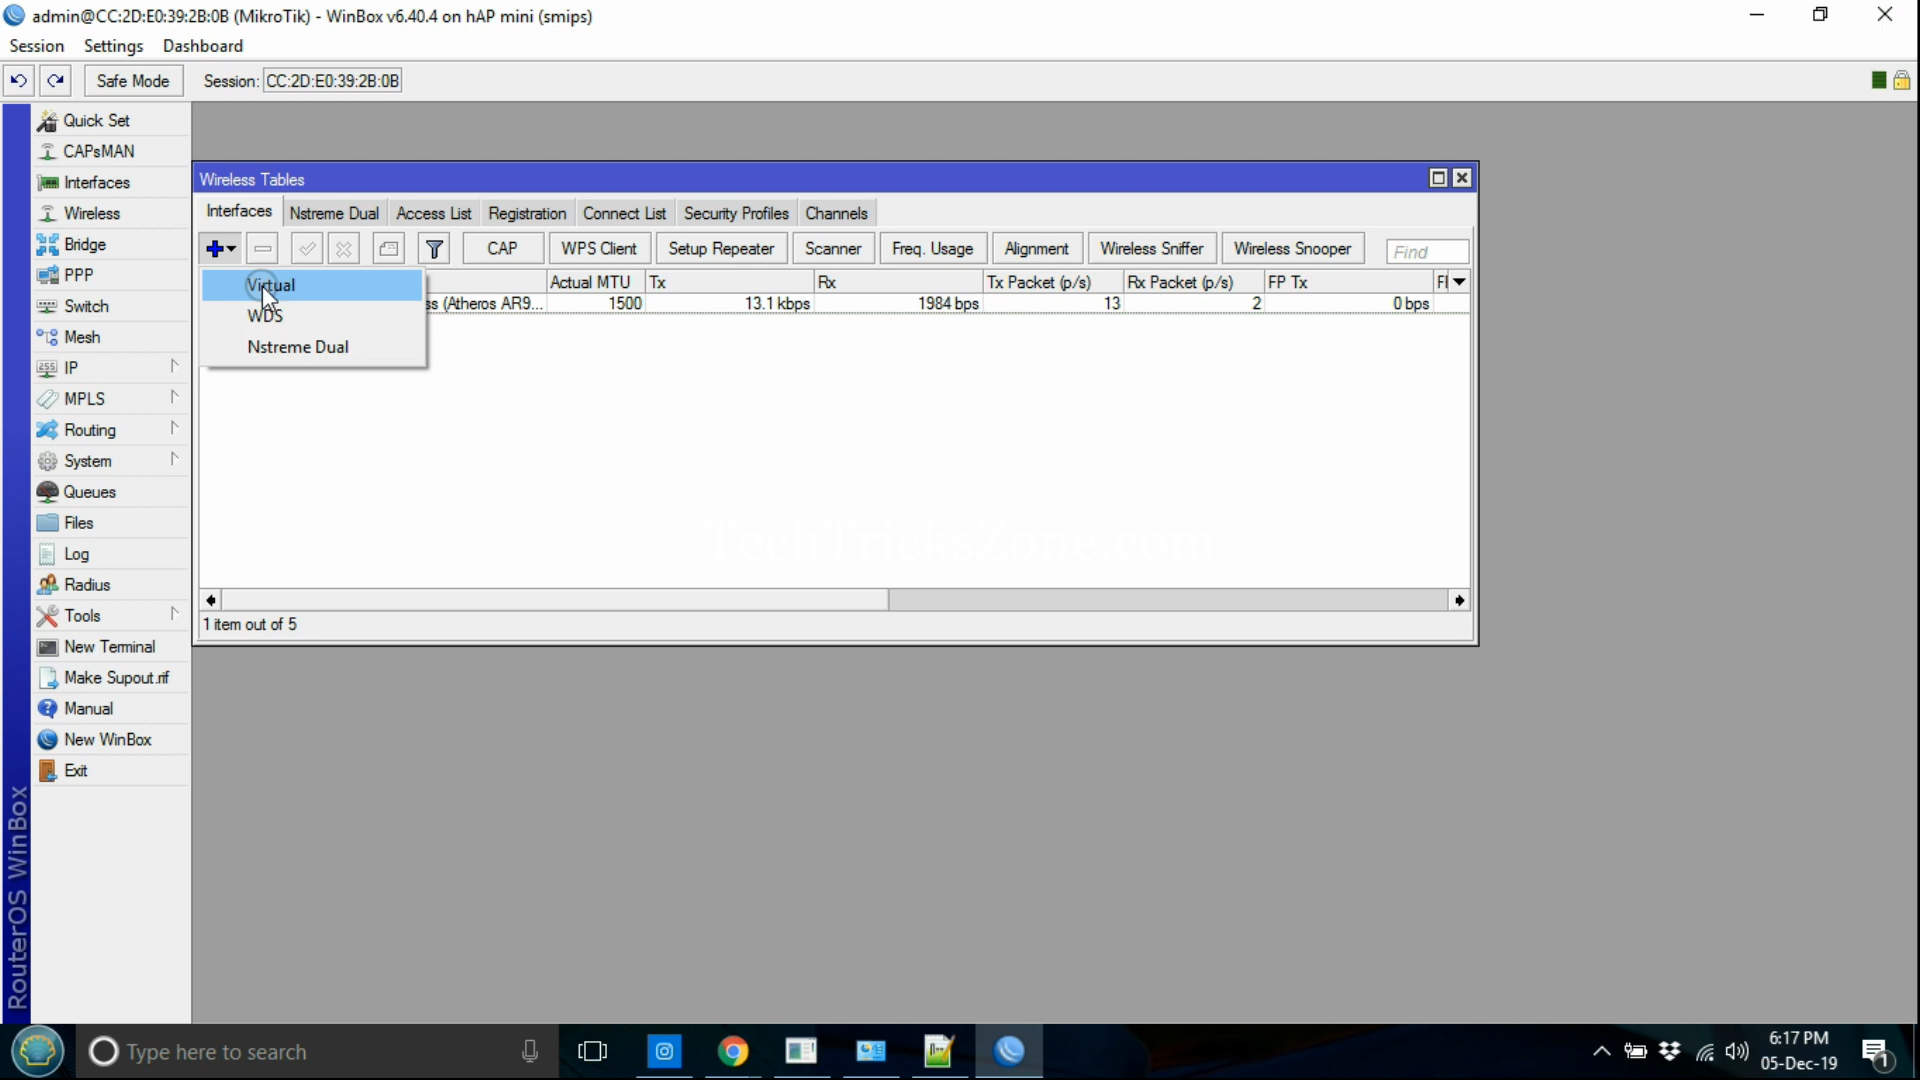 admin@CC:2D:E0:39:2B:0B (MikroTik) - WinBox v6.40.4 on hAP mini (smips)
Session Settings Dashboard
Safe Mode Session: CC:2D:E0:39:2B:0B
Quick Set
CAPsMAN
Interfaces
Wireless
Bridge
PPP
Switch
Mesh
IP
MPLS
Routing
System
Queues
Files
Log
Radius
Tools
New Terminal
Make Supout.rif
Manual
New WinBox
Exit
RouterOS WinBox
Wireless Tables
Interfaces Nstreme Dual Access List Registration Connect List Security Profiles Channels
CAP WPS Client Setup Repeater Scanner Freq. Usage Alignment Wireless Sniffer Wireless Snooper Find
Actual MTU Tx Rx Tx Packet (p/s) Rx Packet (p/s) FP Tx
ss (Atheros AR9... 1500 13.1 kbps 1984 bps 13 2 0 bps
Virtual
WDS
Nstreme Dual
TechTricksZone.com
1 item out of 5
Type here to search
6:17 PM
05-Dec-19
1